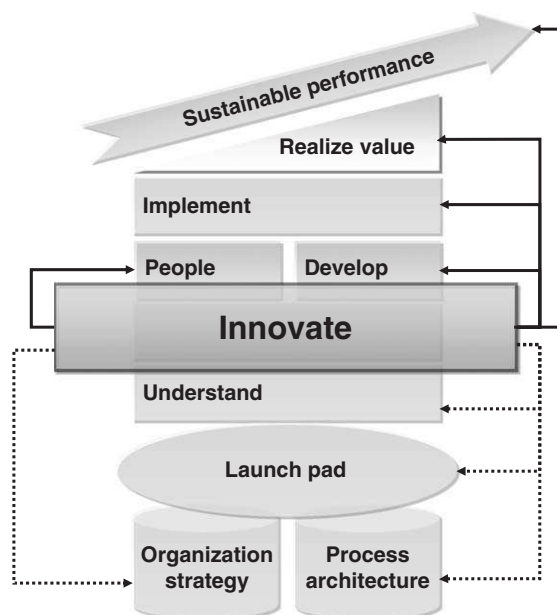 Sustainable performance
Realize value
Implement
People
Develop
Innovate
Understand
Launch pad
Organization
strategy
Process
architecture